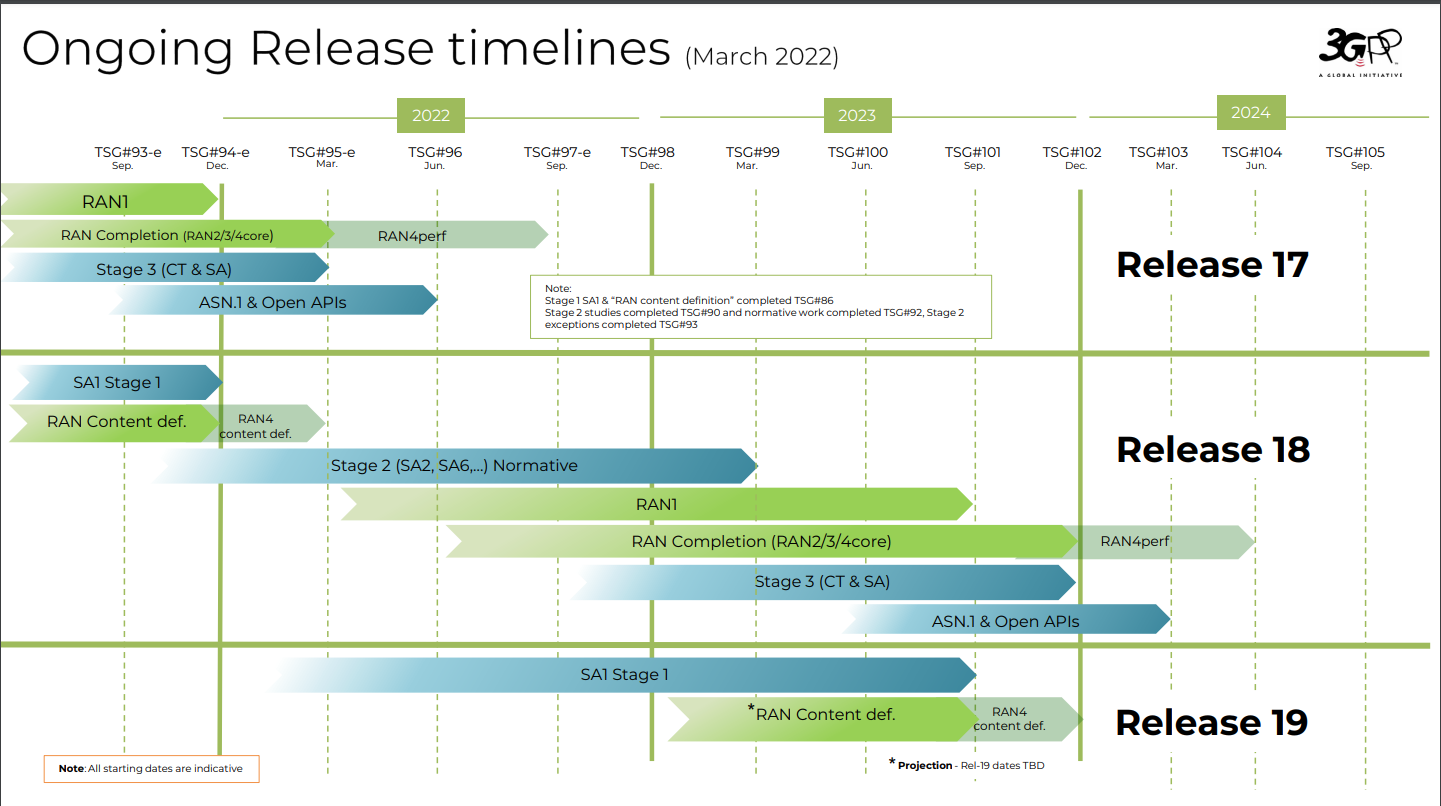 Ongoing Release timelines (March 2022)
3GPP
A GLOBAL INITIATIVE
2022
2023
2024
TSG#93-e
Sep.
TSG#94-e
Dec.
TSG#95-e
Mar.
TSG#96
Jun.
TSG#97-e
Sep.
TSG#98
Dec.
TSG#99
Mar.
TSG#100
Jun.
TSG#101
Sep.
TSG#102
Dec.
TSG#103
Mar.
TSG#104
Jun.
TSG#105
Sep.
RAN1
RAN Completion (RAN2/3/4core)
RAN4perf
Stage 3 (CT & SA)
ASN.1 & Open APIs
Release 17
Note:
Stage 1 SA1 & “RAN content definition” completed TSG#86
Stage 2 studies completed TSG#90 and normative work completed TSG#92, Stage 2
exceptions completed TSG#93
SA1 Stage 1
RAN Content def.
RAN4
content def.
Stage 2 (SA2, SA6,...) Normative
RAN1
RAN Completion (RAN2/3/4core)
RAN4perf
Stage 3 (CT & SA)
ASN.1 & Open APIs
Release 18
SA1 Stage 1
*RAN Content def.
RAN4
content def.
Release 19
Note: All starting dates are indicative
* Projection - Rel-19 dates TBD